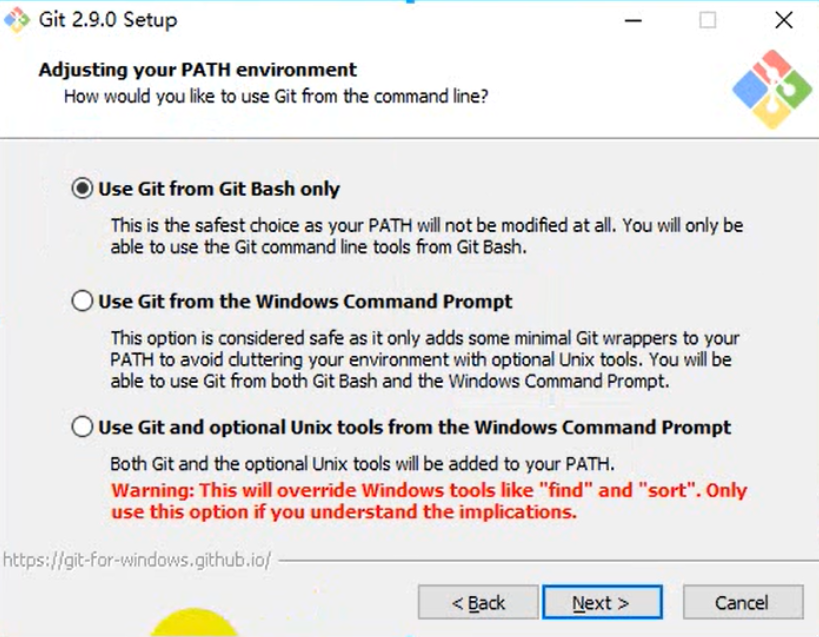 Git 2.9.0 Setup
Adjusting your PATH environment
How would you like to use Git from the command line?
Use Git from Git Bash only
This is the safest choice as your PATH will not be modified at all. You will only be
able to use the Git command line tools from Git Bash.
Use Git from the Windows Command Prompt
This option is considered safe as it only adds some minimal Git wrappers to your
PATH to avoid cluttering your environment with optional Unix tools. You will be
able to use Git from both Git Bash and the Windows Command Prompt.
Use Git and optional Unix tools from the Windows Command Prompt
Both Git and the optional Unix tools will be added to your PATH.
Warning: This will override Windows tools like "find" and "sort". Only
use this option if you understand the implications.
https://git-for-windows.github.io/
< Back Next > Cancel